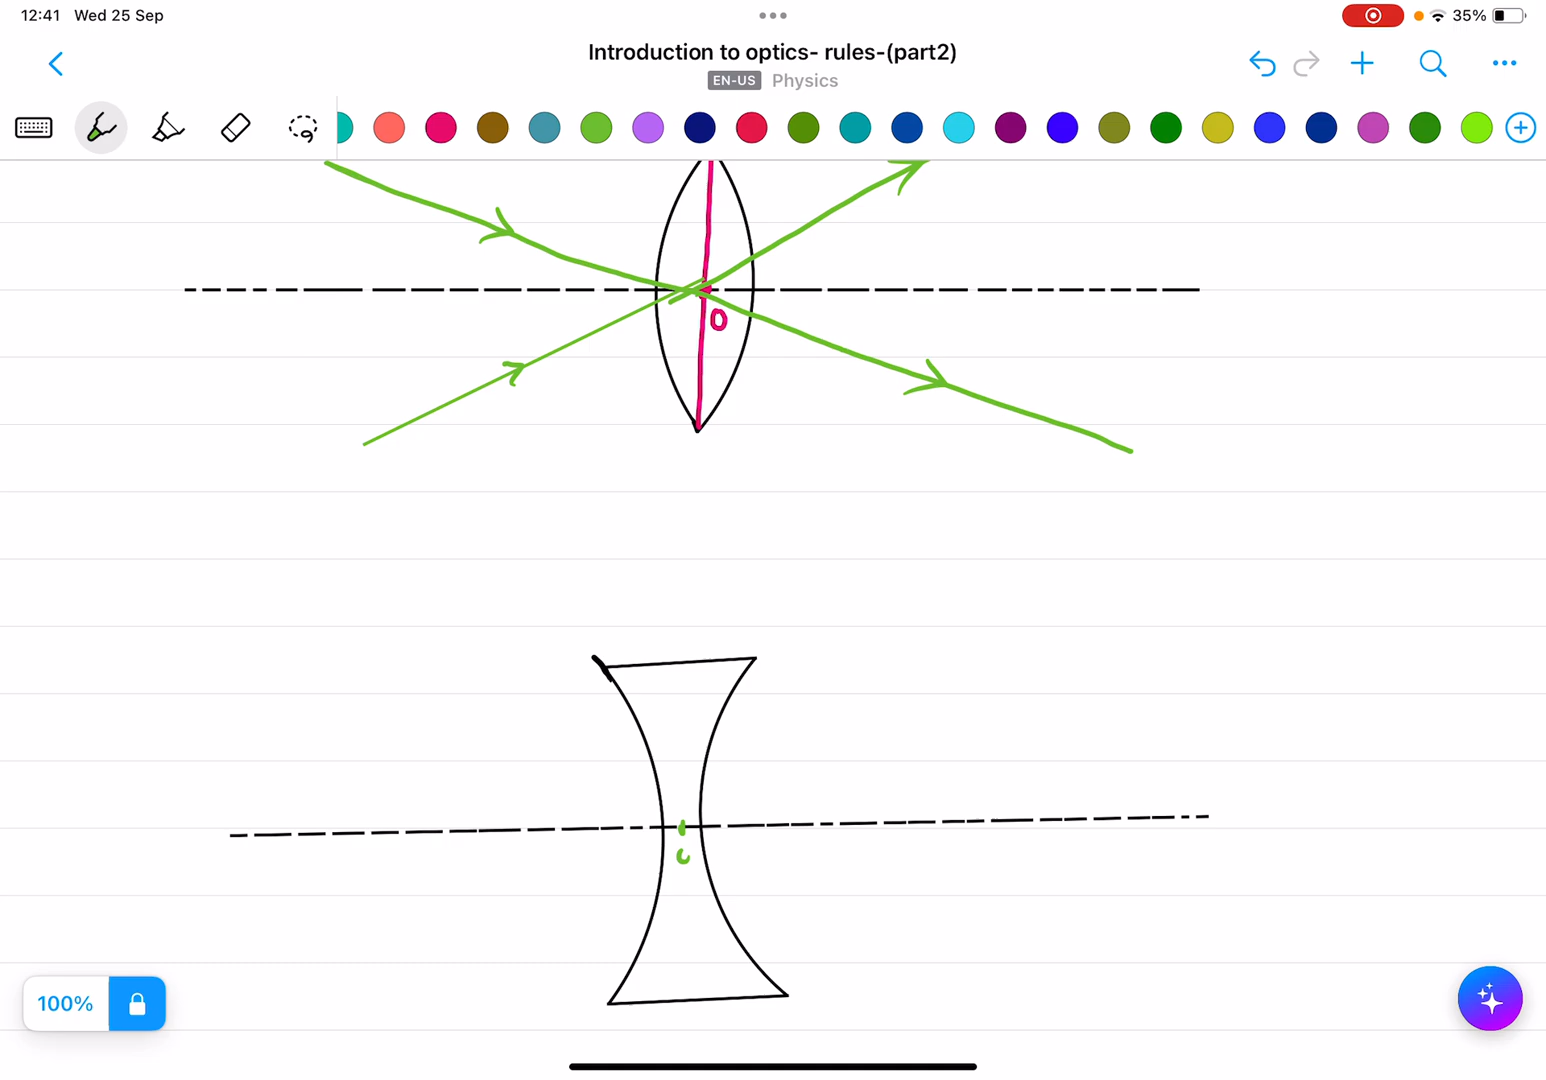 12:41 Wed 25 Sep 35%
Introduction to optics- rules-(part2)
EN-US Physics
O
100%